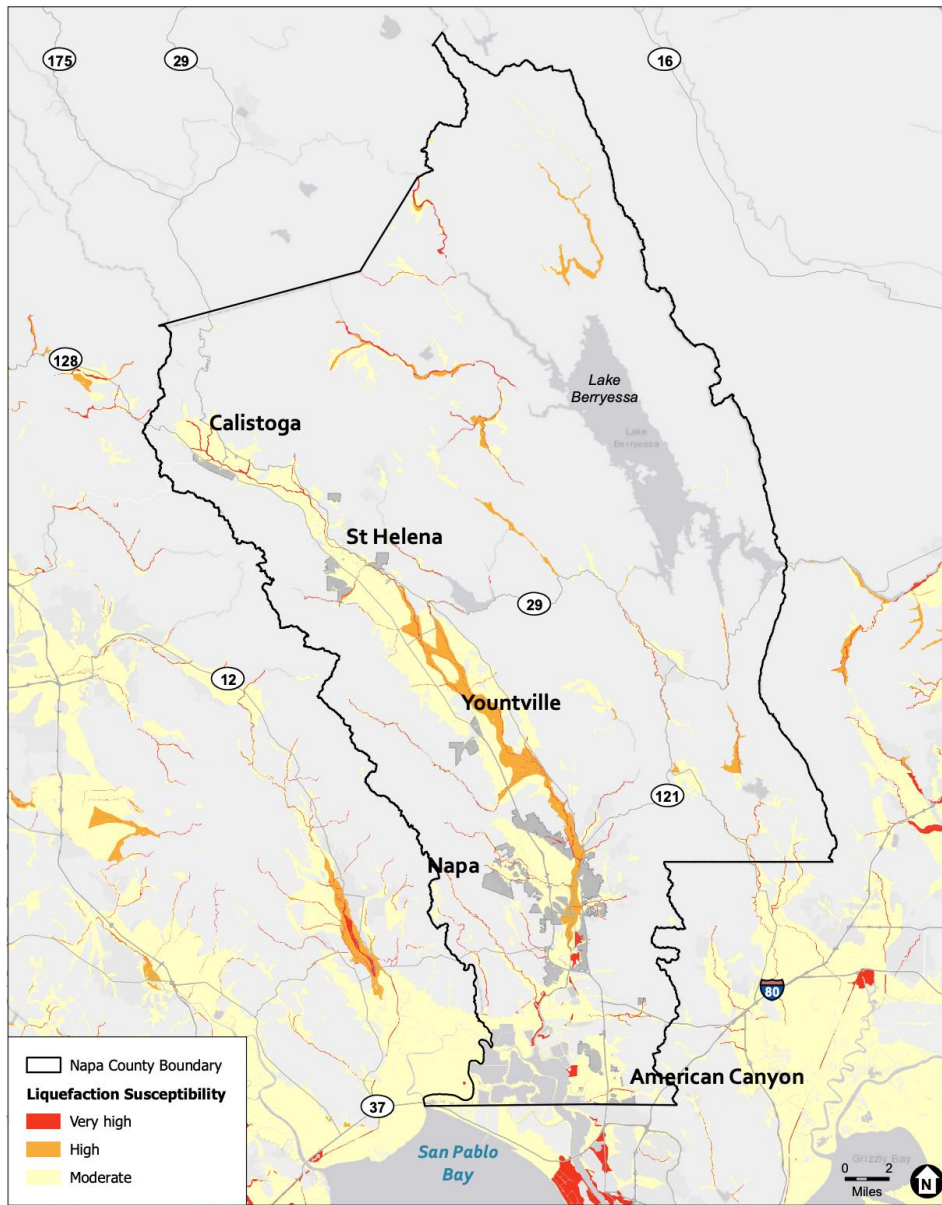 175
29
16
Lake
Berryessa
Lake
Berryessa
128
Calistoga
St Helena
29
12
Yountville
121
Napa
80
American Canyon
37
San Pablo
Bay
Grizzly Bay
Napa County Boundary
Liquefaction Susceptibility
Very high
High
Moderate
0 2
Miles
N